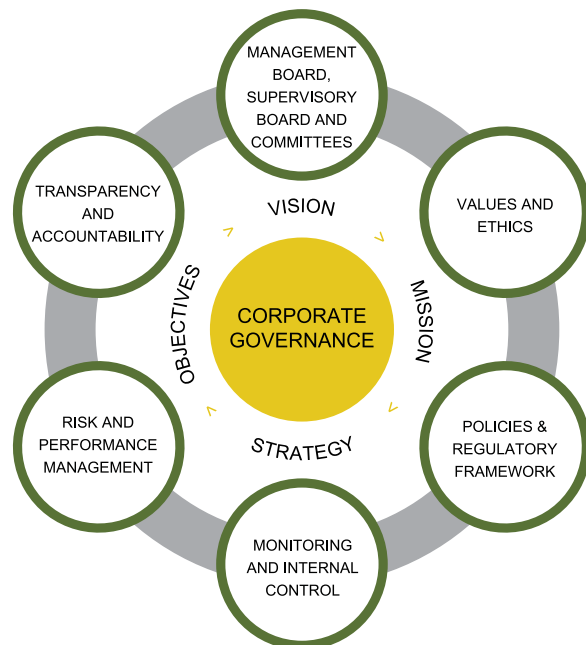 MANAGEMENT
BOARD,
SUPERVISORY
BOARD AND
COMMITTEES
TRANSPARENCY
AND
ACCOUNTABILITY
VALUES AND
ETHICS
VISION
OBJECTIVES
CORPORATE
GOVERNANCE
MISSION
STRATEGY
RISK AND
PERFORMANCE
MANAGEMENT
POLICIES &
REGULATORY
FRAMEWORK
MONITORING
AND INTERNAL
CONTROL